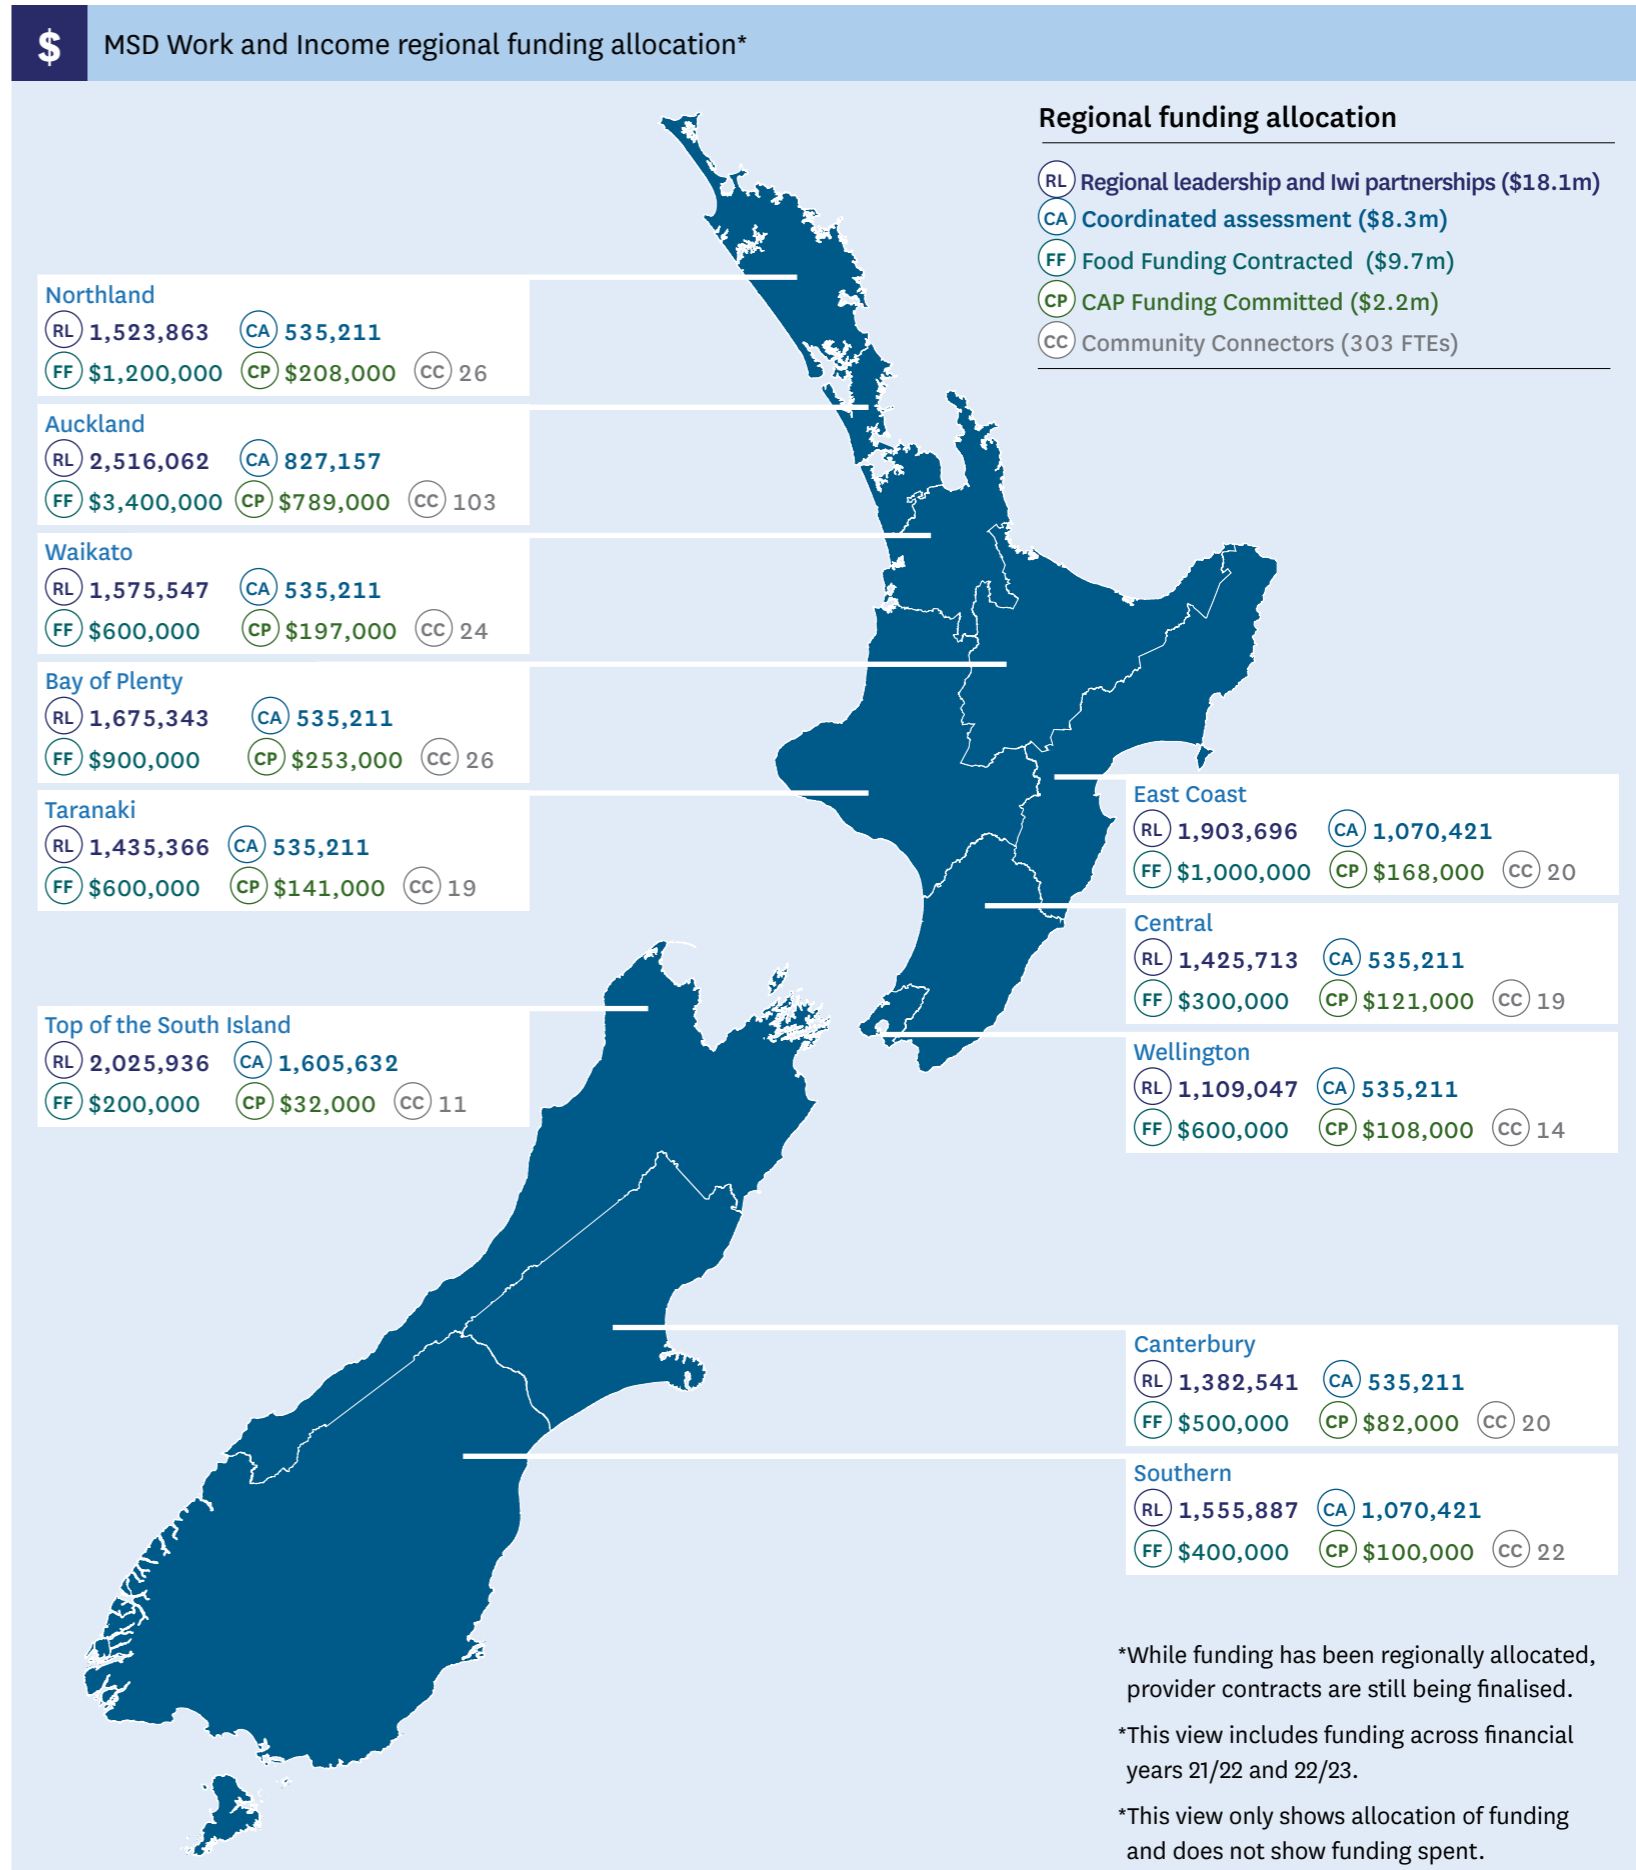 $ MSD Work and Income regional funding allocation*
Regional funding allocation
RL Regional leadership and Iwi partnerships ($18.1m)
CA Coordinated assessment ($8.3m)
FF Food Funding Contracted ($9.7m)
CP CAP Funding Committed ($2.2m)
CC Community Connectors (303 FTEs)
Northland
RL 1,523,863 CA 535,211
FF $1,200,000 CP $208,000 CC 26
Auckland
RL 2,516,062 CA 827,157
FF $3,400,000 CP $789,000 CC 103
Waikato
RL 1,575,547 CA 535,211
FF $600,000 CP $197,000 CC 24
Bay of Plenty
RL 1,675,343 CA 535,211
FF $900,000 CP $253,000 CC 26
Taranaki
RL 1,435,366 CA 535,211
FF $600,000 CP $141,000 CC 19
East Coast
RL 1,903,696 CA 1,070,421
FF $1,000,000 CP $168,000 CC 20
Central
RL 1,425,713 CA 535,211
FF $300,000 CP $121,000 CC 19
Top of the South Island
RL 2,025,936 CA 1,605,632
FF $200,000 CP $32,000 CC 11
Wellington
RL 1,109,047 CA 535,211
FF $600,000 CP $108,000 CC 14
Canterbury
RL 1,382,541 CA 535,211
FF $500,000 CP $82,000 CC 20
Southern
RL 1,555,887 CA 1,070,421
FF $400,000 CP $100,000 CC 22
*While funding has been regionally allocated,
provider contracts are still being finalised.
*This view includes funding across financial
years 21/22 and 22/23.
*This view only shows allocation of funding
and does not show funding spent.